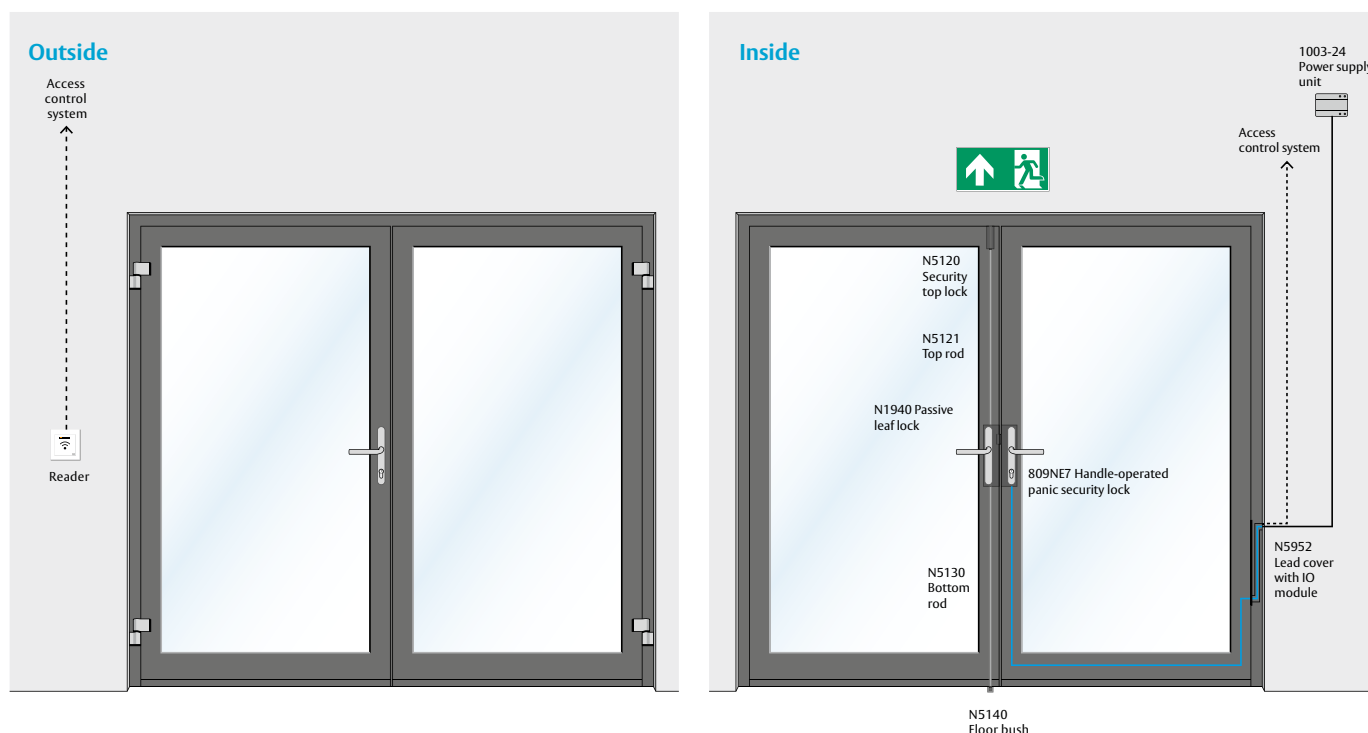 Outside
Access
control
system
Reader
Inside
1003-24
Power supply
unit
Access
control system
N5120
Security
top lock
N5121
Top rod
N1940 Passive
leaf lock
809NE7 Handle-operated
panic security lock
N5130
Bottom
rod
N5952
Lead cover
with IO
module
N5140
Floor bush